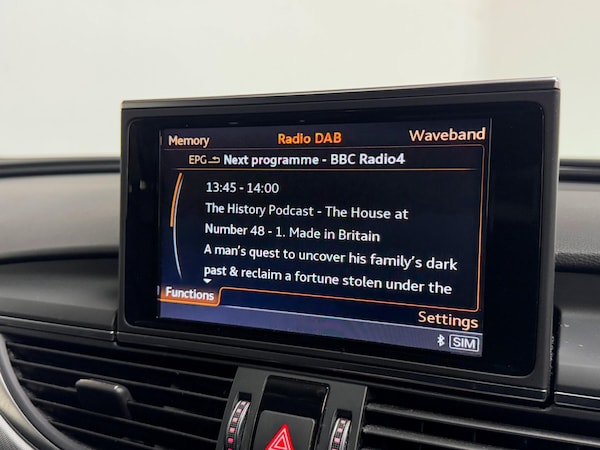 Memory Radio DAB Waveband
EPG Next programme - BBC Radio4
13:45 - 14:00
The History Podcast - The House at
Number 48 - 1. Made in Britain
A man's quest to uncover his family's dark
past & reclaim a fortune stolen under the
Functions
Settings
SIM